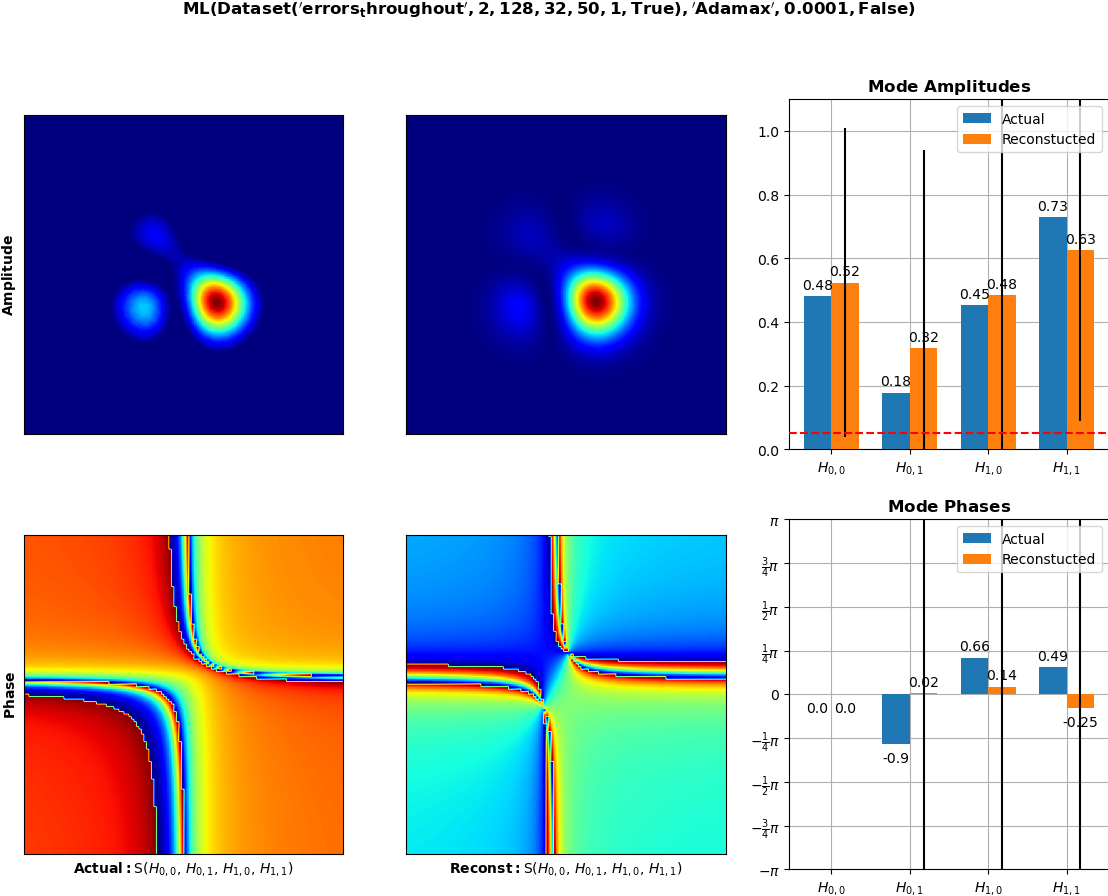 ML(Dataset('errors_throughout', 2, 128, 32, 50, 1, True), 'Adamax', 0.0001, False)
Amplitude
Mode Amplitudes
Actual
Reconstucted
1.0
0.8
0.6
0.4
0.2
0.0
0.48
0.52
0.18
0.32
0.45
0.48
0.73
0.63
H0,0
H0,1
H1,0
H1,1
Phase
Actual: S(H0,0, H0,1, H1,0, H1,1)
Reconst: S(H0,0, H0,1, H1,0, H1,1)
Mode Phases
Actual
Reconstucted
π
3/4π
1/2π
1/4π
0
−1/4π
−1/2π
−3/4π
−π
0.0
0.0
-0.9
0.02
0.66
0.14
0.49
-0.25
H0,0
H0,1
H1,0
H1,1